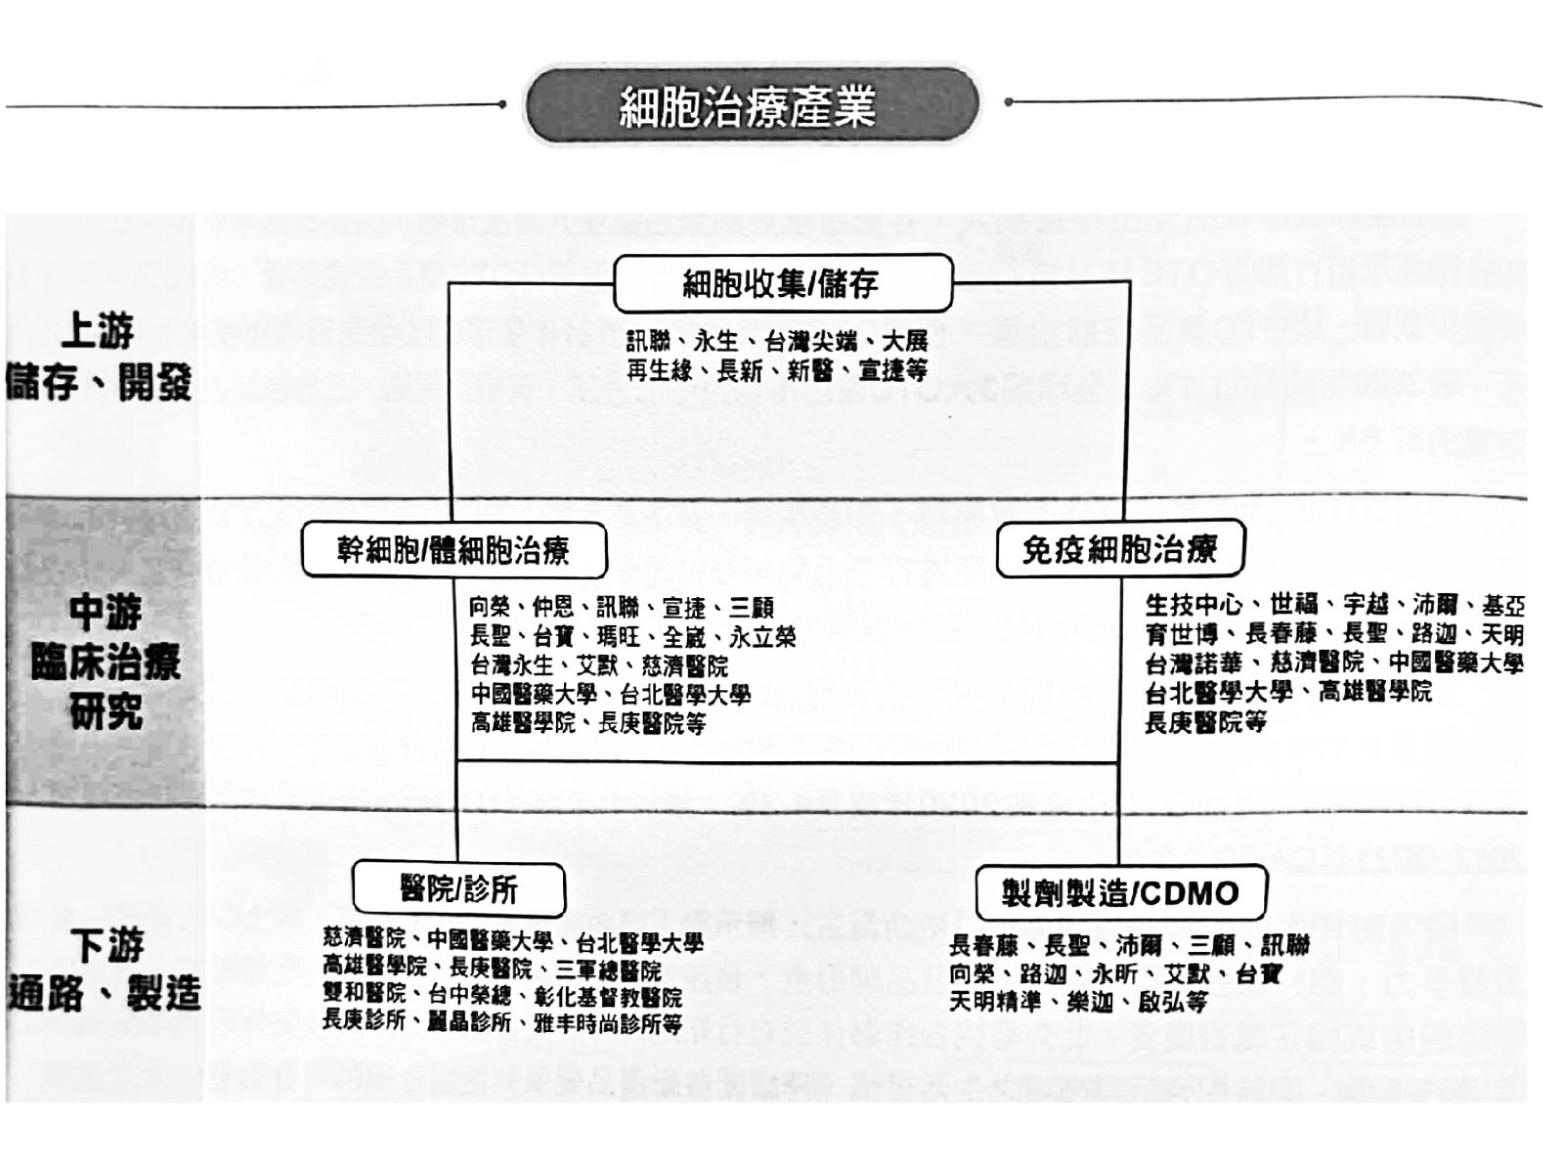 細胞治療產業
上游
儲存、開發
細胞收集/儲存
訊聯、永生、台灣尖端、大展
再生緣、長新、新醫、宣捷等
中游
臨床治療
研究
幹細胞/體細胞治療
向榮、仲恩、訊聯、宣捷、三顧
長聖、台寶、瑪旺、全崴、永立榮
台灣永生、艾默、慈濟醫院
中國醫藥大學、台北醫學大學
高雄醫學院、長庚醫院等
免疫細胞治療
生技中心、世福、宇越、沛爾、基亞
育世博、長春藤、長聖、路迦、天明
台灣諾華、慈濟醫院、中國醫藥大學
台北醫學大學、高雄醫學院
長庚醫院等
下游
通路、製造
醫院/診所
慈濟醫院、中國醫藥大學、台北醫學大學
高雄醫學院、長庚醫院、三軍總醫院
雙和醫院、台中榮總、彰化基督教醫院
長庚診所、麗晶診所、雅丰時尚診所等
製劑製造/CDMO
長春藤、長聖、沛爾、三顧、訊聯
向榮、路迦、永昕、艾默、台寶
天明精準、樂迦、啟弘等